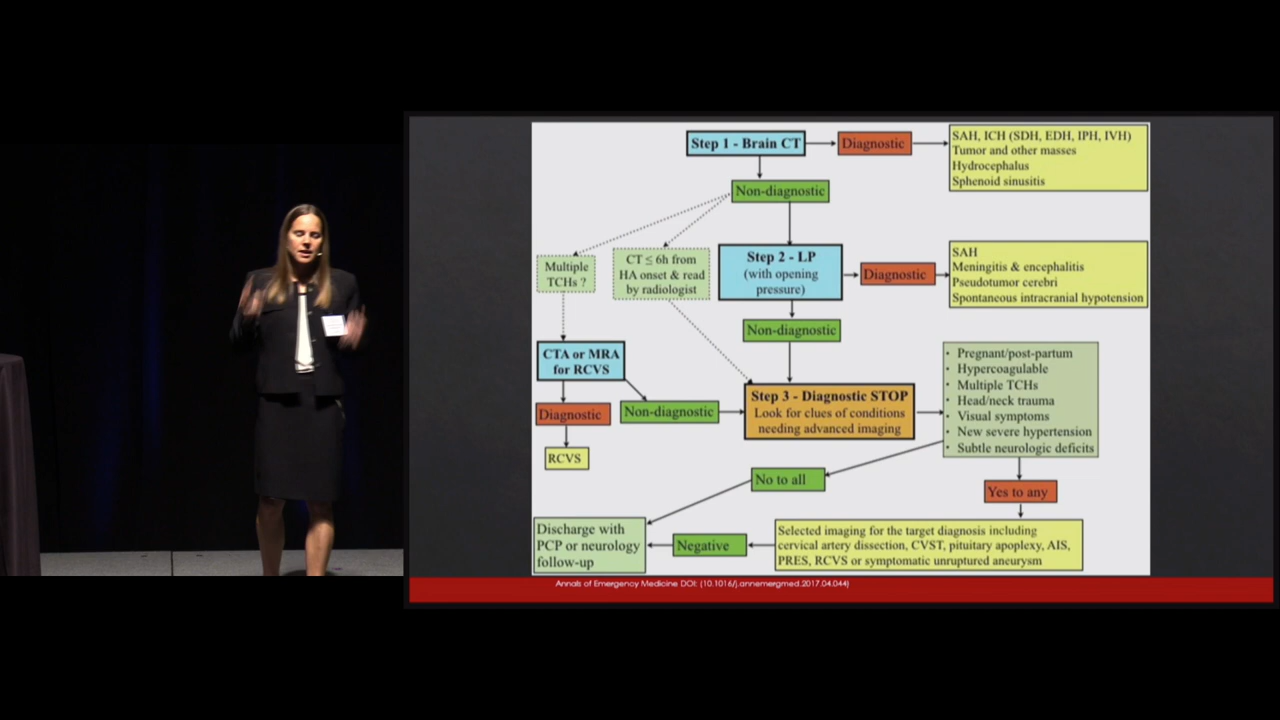 Step 1 - Brain CT
Diagnostic
SAH, ICH (SDH, EDH, IPH, IVH)
Tumor and other masses
Hydrocephalus
Sphenoid sinusitis
Non-diagnostic
Multiple
TCHs ?
CT ≤ 6h from
HA onset & read
by radiologist
Step 2 - LP
(with opening
pressure)
Diagnostic
SAH
Meningitis & encephalitis
Pseudotumor cerebri
Spontaneous intracranial hypotension
Non-diagnostic
CTA or MRA
for RCVS
Diagnostic
Non-diagnostic
RCVS
Step 3 - Diagnostic STOP
Look for clues of conditions
needing advanced imaging
• Pregnant/post-partum
• Hypercoagulable
• Multiple TCHs
• Head/neck trauma
• Visual symptoms
• New severe hypertension
• Subtle neurologic deficits
No to all
Yes to any
Discharge with
PCP or neurology
follow-up
Negative
Selected imaging for the target diagnosis including
cervical artery dissection, CVST, pituitary apoplexy, AIS,
PRES, RCVS or symptomatic unruptured aneurysm
Annals of Emergency Medicine DOI: (10.1016/j.annemergmed.2017.04.044)